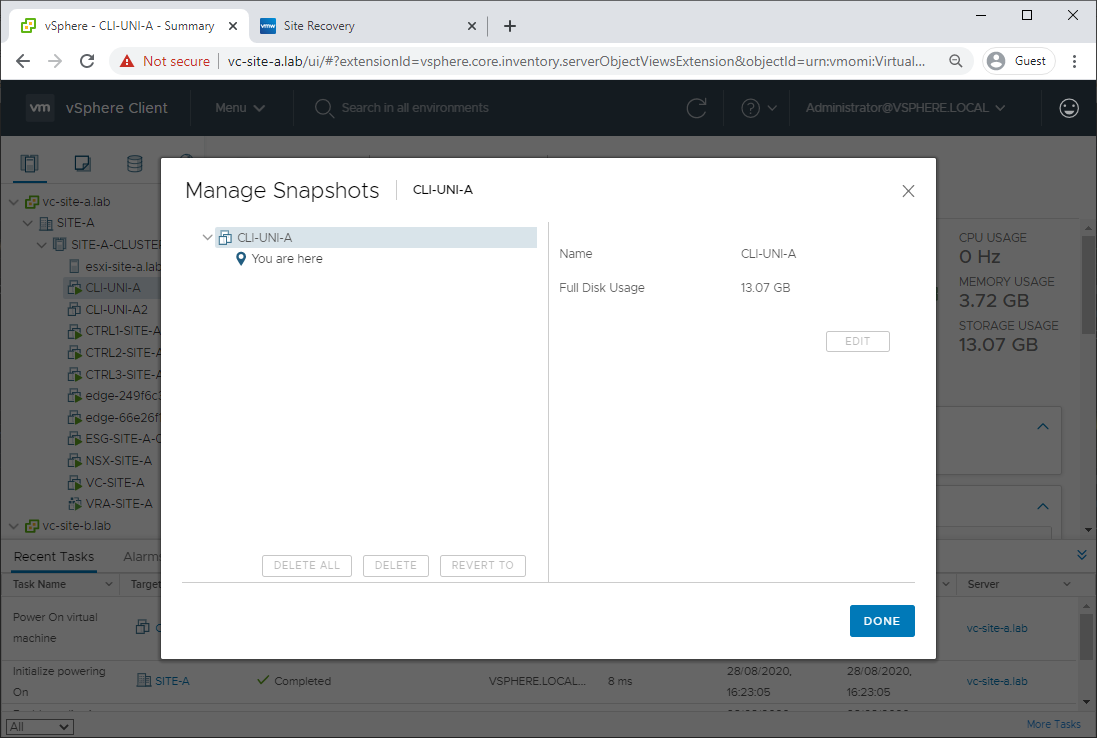 vSphere - CLI-UNI-A - Summary
Site Recovery
Not secure
vc-site-a.lab/ui/#?extensionId=vsphere.core.inventory.serverObjectViewsExtension&objectId=urn:vmomi:Virtual...
Guest
vm vSphere Client
Menu
Search in all environments
Administrator@VSPHERE.LOCAL
vc-site-a.lab
SITE-A
SITE-A-CLUSTE
esxi-site-a.lab
CLI-UNI-A
CLI-UNI-A2
CTRL1-SITE-A
CTRL2-SITE-A
CTRL3-SITE-A
edge-249f6c
edge-66e26f
ESG-SITE-A-
NSX-SITE-A
VC-SITE-A
VRA-SITE-A
vc-site-b.lab
Manage Snapshots CLI-UNI-A
CLI-UNI-A
You are here
Name CLI-UNI-A
Full Disk Usage 13.07 GB
EDIT
DELETE ALL DELETE REVERT TO
DONE
CPU USAGE
0 Hz
MEMORY USAGE
3.72 GB
STORAGE USAGE
13.07 GB
Recent Tasks Alarms
Task Name Target Server
Power On virtual
machine
vc-site-a.lab
Initialize powering
On
SITE-A
Completed
VSPHERE.LOCAL...
8 ms
28/08/2020,
16:23:05
28/08/2020,
16:23:05
vc-site-a.lab
All
More Tasks